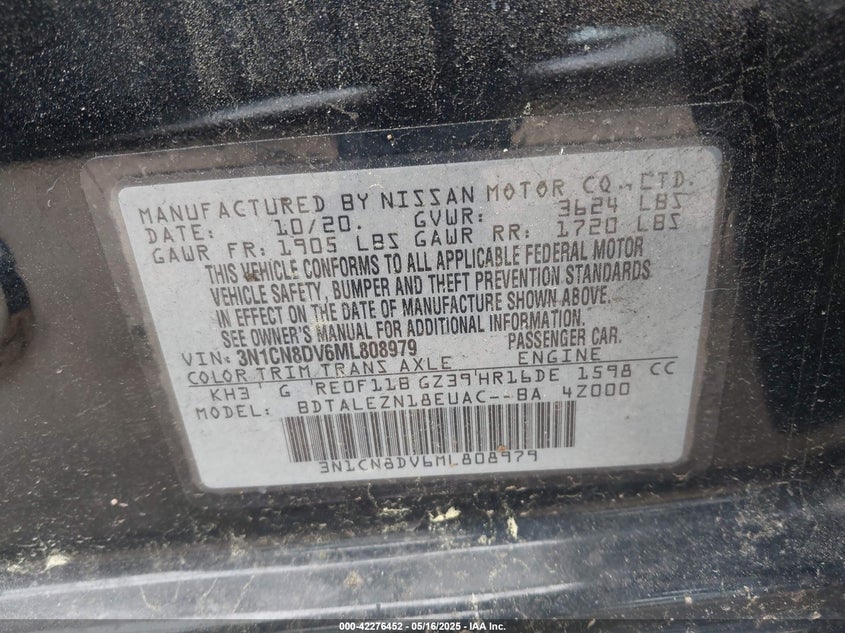 MANUFACTURED BY NISSAN MOTOR CO., LTD.
DATE: 10/20. GVWR: 3624 LBS
GAWR FR: 1905 LBS GAWR RR: 1720 LBS
THIS VEHICLE CONFORMS TO ALL APPLICABLE FEDERAL MOTOR
VEHICLE SAFETY, BUMPER AND THEFT PREVENTION STANDARDS
IN EFFECT ON THE DATE OF MANUFACTURE SHOWN ABOVE.
SEE OWNER'S MANUAL FOR ADDITIONAL INFORMATION.
VIN: 3N1CN8DV6ML808979 PASSENGER CAR.
COLOR TRIM TRANS AXLE ENGINE
KH3 G RE0F11B GZ39 HR16DE 1598 CC
MODEL: BDTALEZN18EUAC--BA 4Z000
3N1CN8DV6ML808979
000-42276452 - 05/16/2025 - IAA Inc.